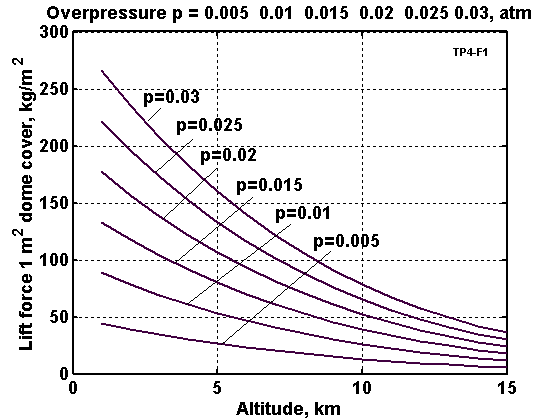 Overpressure p = 0.005 0.01 0.015 0.02 0.025 0.03, atm
TP4-F1
300
250
200
150
100
50
0
Lift force 1 m² dome cover, kg/m²
p=0.03
p=0.025
p=0.02
p=0.015
p=0.01
p=0.005
0 5 10 15
Altitude, km